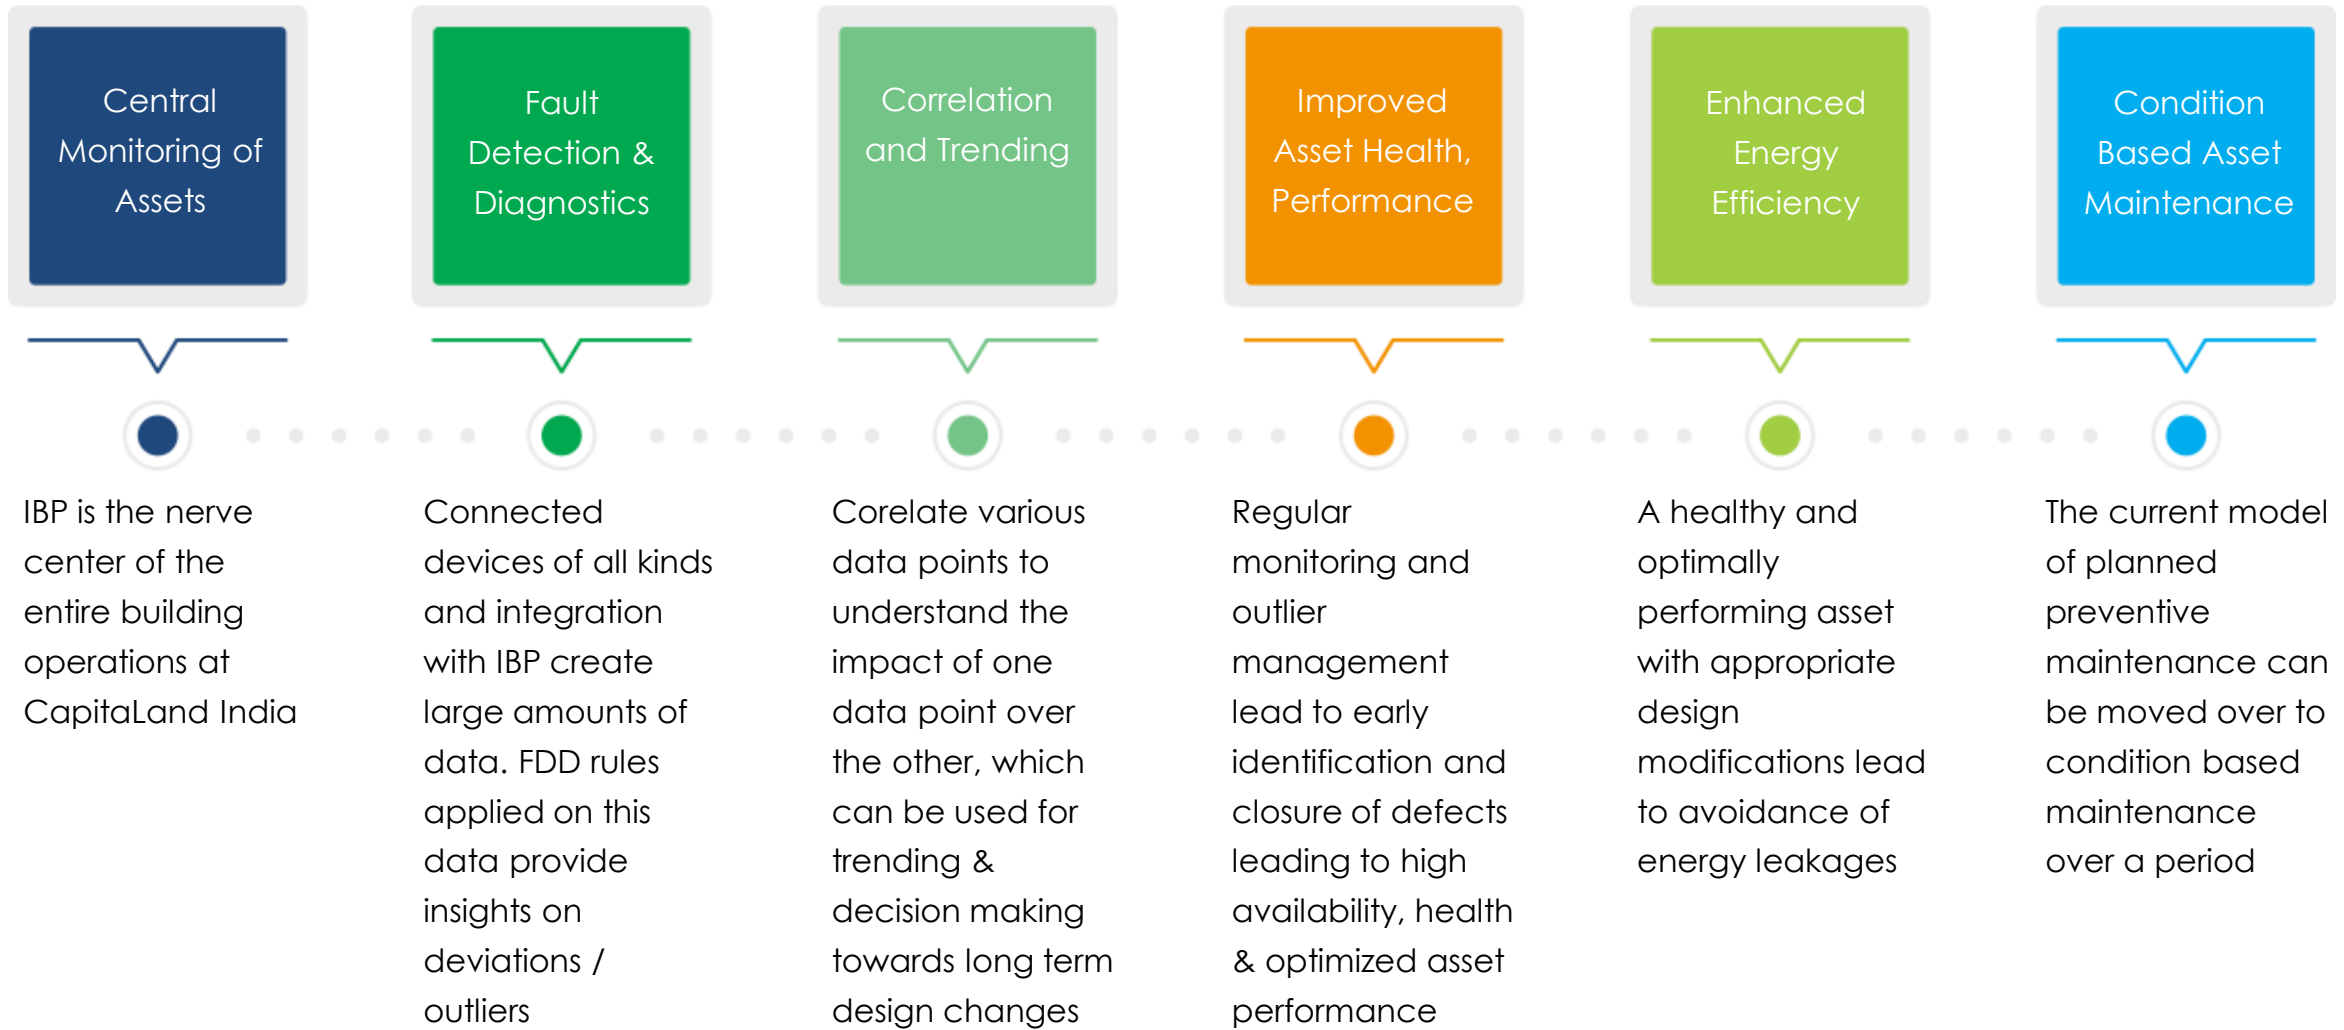 Central
Monitoring of
Assets
Fault
Detection &
Diagnostics
Correlation
and Trending
Improved
Asset Health,
Performance
Enhanced
Energy
Efficiency
Condition
Based Asset
Maintenance
IBP is the nerve
center of the
entire building
operations at
CapitaLand India
Connected
devices of all kinds
and integration
with IBP create
large amounts of
data. FDD rules
applied on this
data provide
insights on
deviations /
outliers
Corelate various
data points to
understand the
impact of one
data point over
the other, which
can be used for
trending &
decision making
towards long term
design changes
Regular
monitoring and
outlier
management
lead to early
identification and
closure of defects
leading to high
availability, health
& optimized asset
performance
A healthy and
optimally
performing asset
with appropriate
design
modifications lead
to avoidance of
energy leakages
The current model
of planned
preventive
maintenance can
be moved over to
condition based
maintenance
over a period